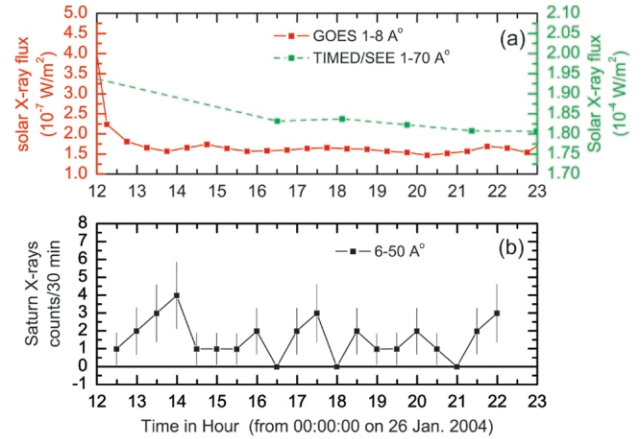 (a)
GOES 1-8 A°
TIMED/SEE 1-70 A°
solar X-ray flux
(10⁻⁷ W/m²)
5.0
4.5
4.0
3.5
3.0
2.5
2.0
1.5
1.0
2.10
2.05
2.00
1.95
1.90
1.85
1.80
1.75
1.70
Solar X-ray flux
(10⁻⁴ W/m²)
12 13 14 15 16 17 18 19 20 21 22 23
(b)
6-50 A°
Saturn X-rays
counts/30 min
8
7
6
5
4
3
2
1
0
-1
12 13 14 15 16 17 18 19 20 21 22 23
Time in Hour (from 00:00:00 on 26 Jan. 2004)